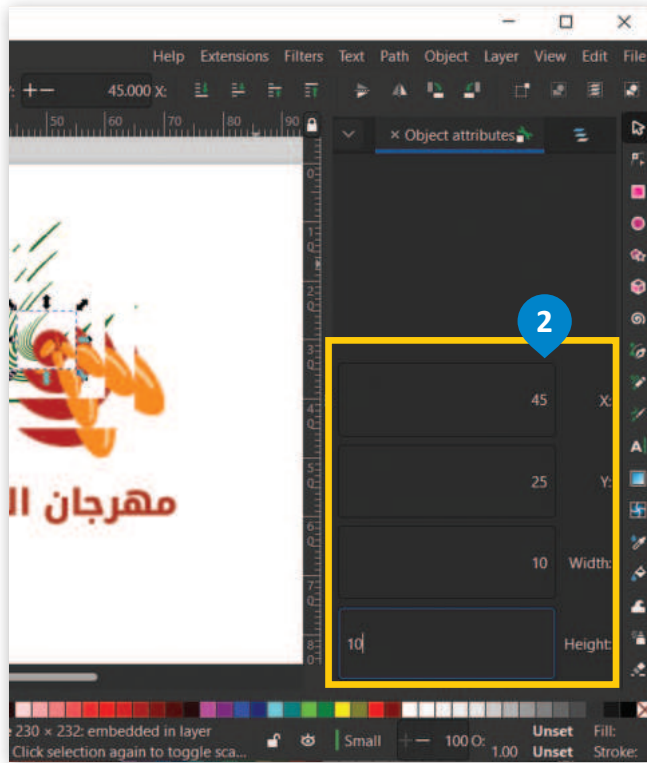 Help Extensions Filters Text Path Object Layer View Edit File
45.000 X:
50 60 70 80 90
× Object attributes
2
45 X:
25 Y:
10 Width:
10 Height:
مهرجان ال
230 × 232: embedded in layer
Click selection again to toggle sca...
Small
100 O: 1.00
Unset Fill:
Unset Stroke: